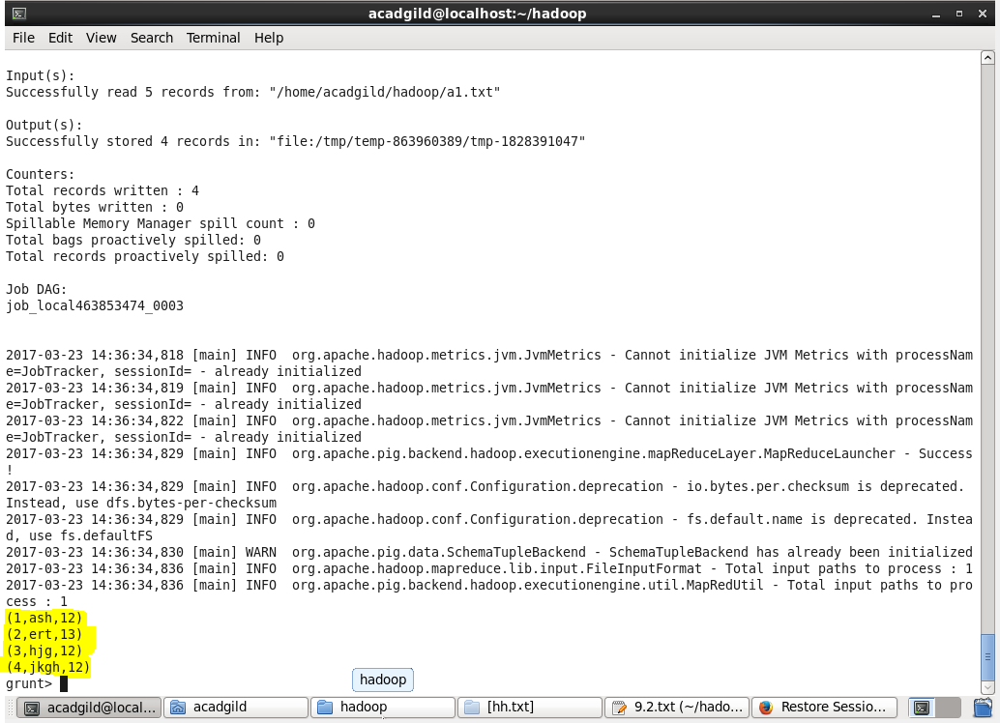 acadgild@localhost:~/hadoop
File Edit View Search Terminal Help
Input(s):
Successfully read 5 records from: "/home/acadgild/hadoop/a1.txt"
Output(s):
Successfully stored 4 records in: "file:/tmp/temp-863960389/tmp-1828391047"
Counters:
Total records written : 4
Total bytes written : 0
Spillable Memory Manager spill count : 0
Total bags proactively spilled: 0
Total records proactively spilled: 0
Job DAG:
job_local463853474_0003
2017-03-23 14:36:34,818 [main] INFO  org.apache.hadoop.metrics.jvm.JvmMetrics - Cannot initialize JVM Metrics with processNam
e=JobTracker, sessionId= - already initialized
2017-03-23 14:36:34,819 [main] INFO  org.apache.hadoop.metrics.jvm.JvmMetrics - Cannot initialize JVM Metrics with processNam
e=JobTracker, sessionId= - already initialized
2017-03-23 14:36:34,822 [main] INFO  org.apache.hadoop.metrics.jvm.JvmMetrics - Cannot initialize JVM Metrics with processNam
e=JobTracker, sessionId= - already initialized
2017-03-23 14:36:34,829 [main] INFO  org.apache.pig.backend.hadoop.executionengine.mapReduceLayer.MapReduceLauncher - Success
!
2017-03-23 14:36:34,829 [main] INFO  org.apache.hadoop.conf.Configuration.deprecation - io.bytes.per.checksum is deprecated.
Instead, use dfs.bytes-per-checksum
2017-03-23 14:36:34,829 [main] INFO  org.apache.hadoop.conf.Configuration.deprecation - fs.default.name is deprecated. Instea
d, use fs.defaultFS
2017-03-23 14:36:34,830 [main] WARN  org.apache.pig.data.SchemaTupleBackend - SchemaTupleBackend has already been initialized
2017-03-23 14:36:34,836 [main] INFO  org.apache.hadoop.mapreduce.lib.input.FileInputFormat - Total input paths to process : 1
2017-03-23 14:36:34,836 [main] INFO  org.apache.pig.backend.hadoop.executionengine.util.MapRedUtil - Total input paths to pro
cess : 1
(1,ash,12)
(2,ert,13)
(3,hjg,12)
(4,jkgh,12)
grunt>
hadoop
acadgild@local... acadgild hadoop [hh.txt] 9.2.txt (~/hado... Restore Sessio...